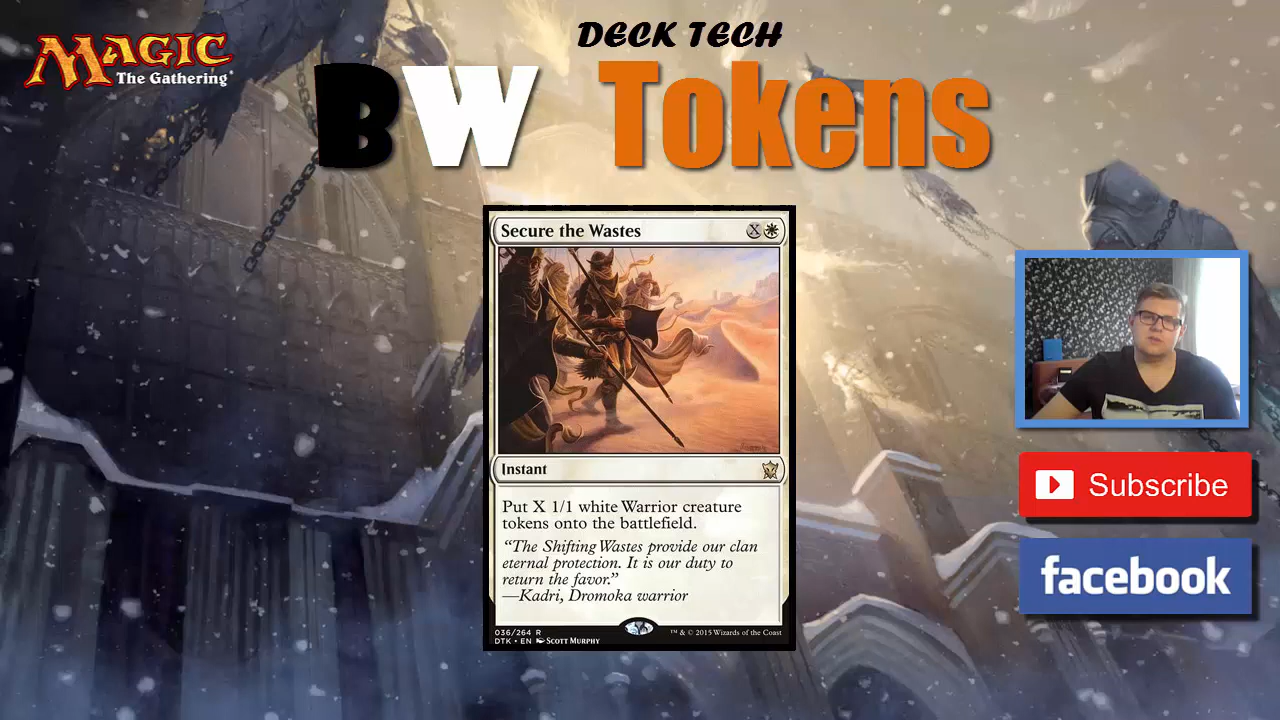 DECK TECH
MAGIC
The Gathering®
BW Tokens
Secure the Wastes X
Instant
Put X 1/1 white Warrior creature
tokens onto the battlefield.
“The Shifting Wastes provide our clan
eternal protection. It is our duty to
return the favor.”
—Kadri, Dromoka warrior
036/264 R
DTK • EN Scott Murphy
™ & © 2015 Wizards of the Coast
Subscribe
facebook